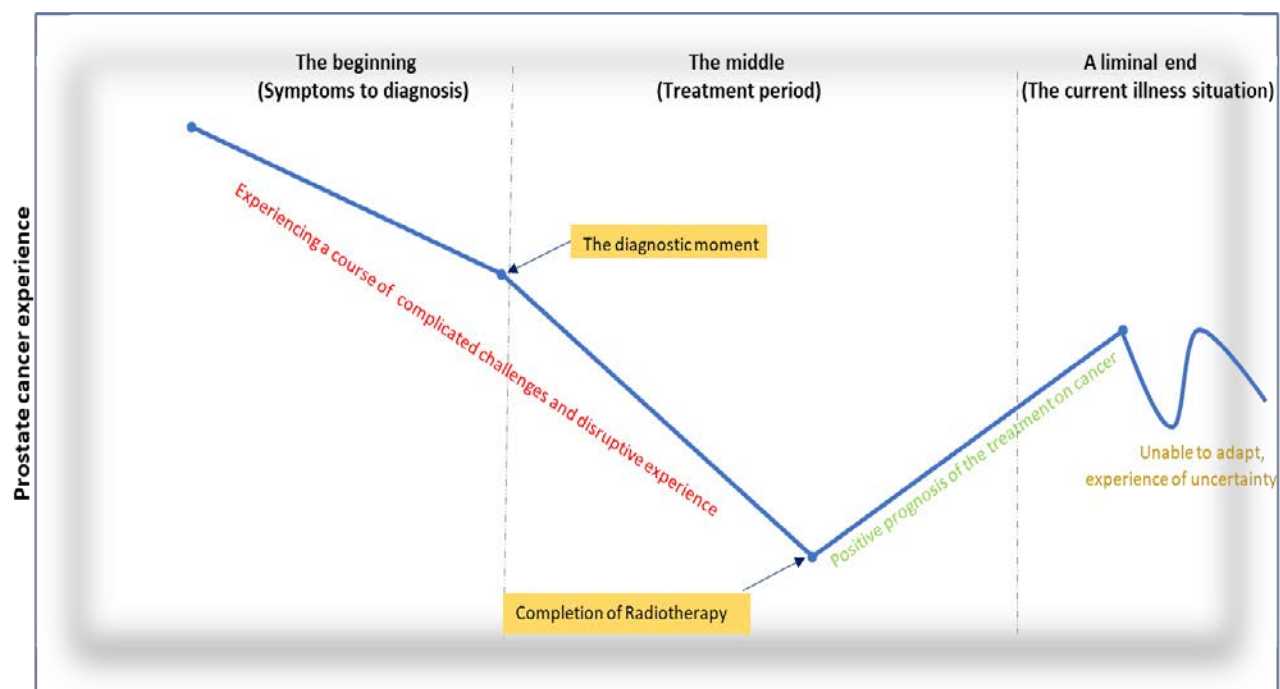 The beginning
(Symptoms to diagnosis)
The middle
(Treatment period)
A liminal end
(The current illness situation)
Prostate cancer experience
Experiencing a course of complicated challenges and disruptive experience
The diagnostic moment
Completion of Radiotherapy
Positive prognosis of the treatment on cancer
Unable to adapt,
experience of uncertainty